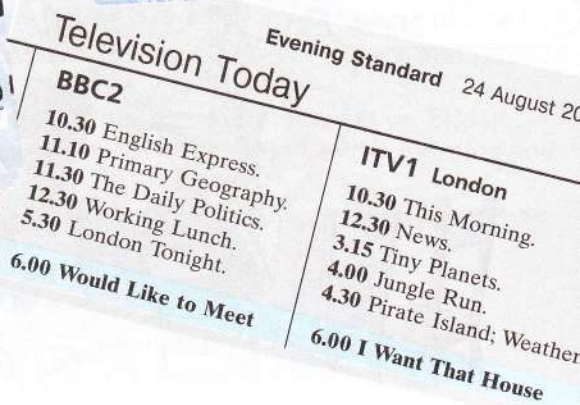 Television Today
Evening Standard 24 August 20
BBC2
10.30 English Express.
11.10 Primary Geography.
11.30 The Daily Politics.
12.30 Working Lunch.
5.30 London Tonight.
6.00 Would Like to Meet
ITV1 London
10.30 This Morning.
12.30 News.
3.15 Tiny Planets.
4.00 Jungle Run.
4.30 Pirate Island; Weather
6.00 I Want That House